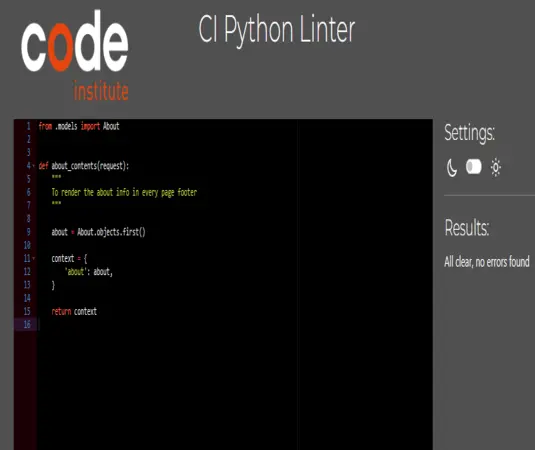 code
institute
CI Python Linter
1 from .models import About
2
3
4 def about_contents(request):
5     """
6     To render the about info in every page footer
7     """
8
9     about = About.objects.first()
10
11     context = {
12         'about': about,
13     }
14
15     return context
16
Settings:
Results:
All clear, no errors found